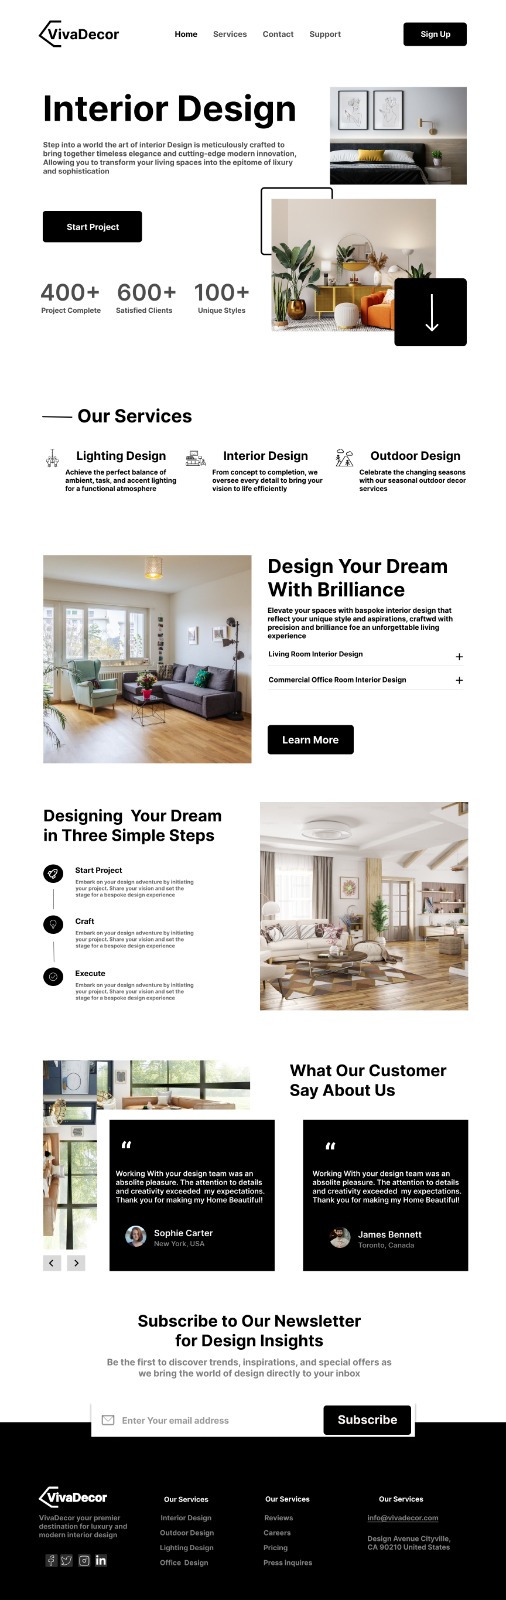 VivaDecor
Home
Services
Contact
Support
Sign Up
Interior Design
Step into a world the art of interior Design is meticulously crafted to
bring together timeless elegance and cutting-edge modern innovation,
Allowing you to transform your living spaces into the epitome of lixury
and sophistication
Start Project
400+
600+
100+
Project Complete
Satisfied Clients
Unique Styles
Our Services
Lighting Design
Achieve the perfect balance of
ambient, task, and accent lighting
for a functional atmosphere
Interior Design
From concept to completion, we
oversee every detail to bring your
vision to life efficiently
Outdoor Design
Celebrate the changing seasons
with our seasonal outdoor decor
services
Design Your Dream
With Brilliance
Elevate your spaces with baspoke interior design that
reflect your unique style and aspirations, craftwd with
precision and brilliance foe an unforgettable living
experience
Living Room Interior Design +
Commercial Office Room Interior Design +
Learn More
Designing  Your Dream
in Three Simple Steps
Start Project
Embark on your design adventure by initiating
your project. Share your vision and set the
stage for a bespoke design experience
Craft
Embark on your design adventure by initiating
your project. Share your vision and set the
stage for a bespoke design experience
Execute
Embark on your design adventure by initiating
your project. Share your vision and set the
stage for a bespoke design experience
What Our Customer
Say About Us
“
Working With your design team was an
absolite pleasure. The attention to details
and creativity exceeded  my expectations.
Thank you for making my Home Beautiful!
Sophie Carter
New York, USA
“
Working With your design team was an
absolite pleasure. The attention to details
and creativity exceeded  my expectations.
Thank you for making my Home Beautiful!
James Bennett
Toronto, Canada
Subscribe to Our Newsletter
for Design Insights
Be the first to discover trends, inspirations, and special offers as
we bring the world of design directly to your inbox
Enter Your email address
Subscribe
VivaDecor
VivaDecor your premier
destination for luxury and
modern interior design
in
Our Services
Interior Design
Outdoor Design
Lighting Design
Office  Design
Our Services
Reviews
Careers
Pricing
Press inquires
Our Services
info@vivadecor.com
Design Avenue Cityville,
CA 90210 United States